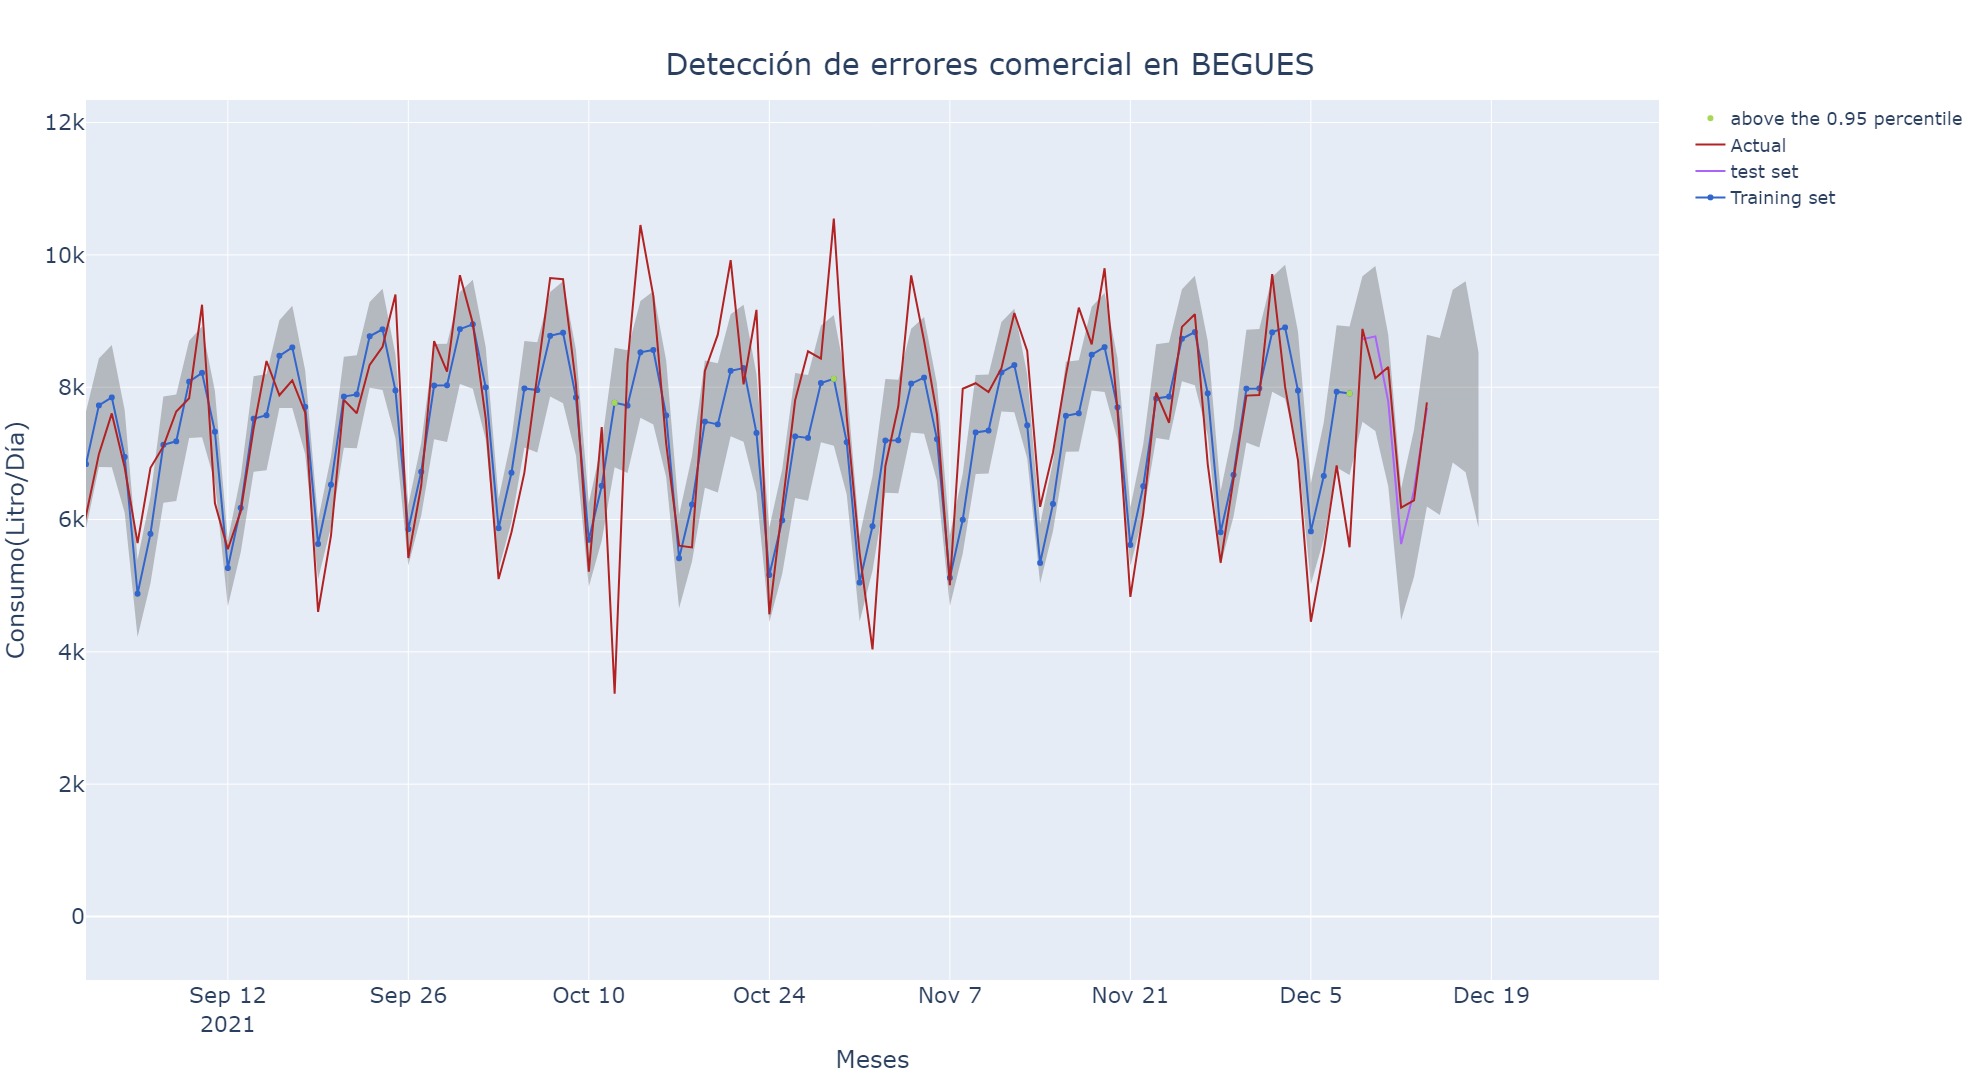 Detección de errores comercial en BEGUES
above the 0.95 percentile
Actual
test set
Training set
12k
10k
8k
6k
4k
2k
0
Consumo(Litro/Día)
Sep 12
2021
Sep 26
Oct 10
Oct 24
Nov 7
Nov 21
Dec 5
Dec 19
Meses